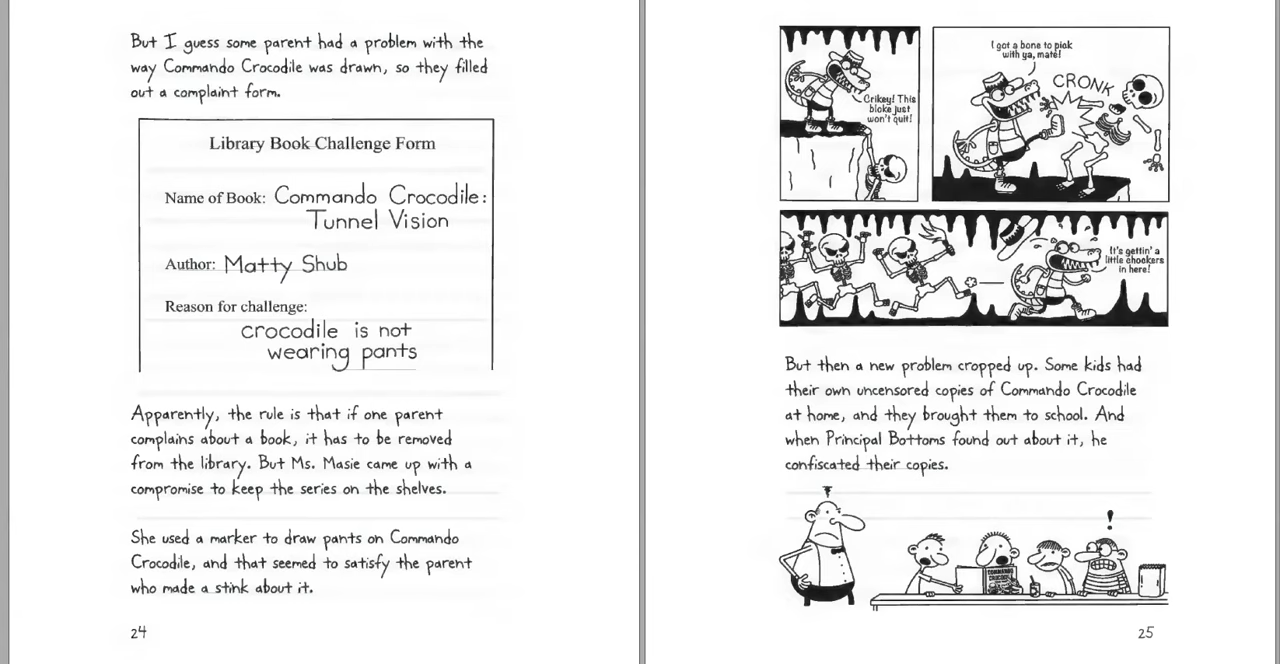 But I guess some parent had a problem with the
way Commando Crocodile was drawn, so they filled
out a complaint form.
Library Book Challenge Form
Name of Book: Commando Crocodile:
Tunnel Vision
Author: Matty Shub
Reason for challenge:
crocodile is not
wearing pants
Apparently, the rule is that if one parent
complains about a book, it has to be removed
from the library. But Ms. Masie came up with a
compromise to keep the series on the shelves.
She used a marker to draw pants on Commando
Crocodile, and that seemed to satisfy the parent
who made a stink about it.
24
Crikey! This
bloke just
won't quit!
I got a bone to pick
with ya, mate!
CRONK
It's gettin' a
little chockers
in here!
But then a new problem cropped up. Some kids had
their own uncensored copies of Commando Crocodile
at home, and they brought them to school. And
when Principal Bottoms found out about it, he
confiscated their copies.
!
COMMANDO
CROCODILE
25